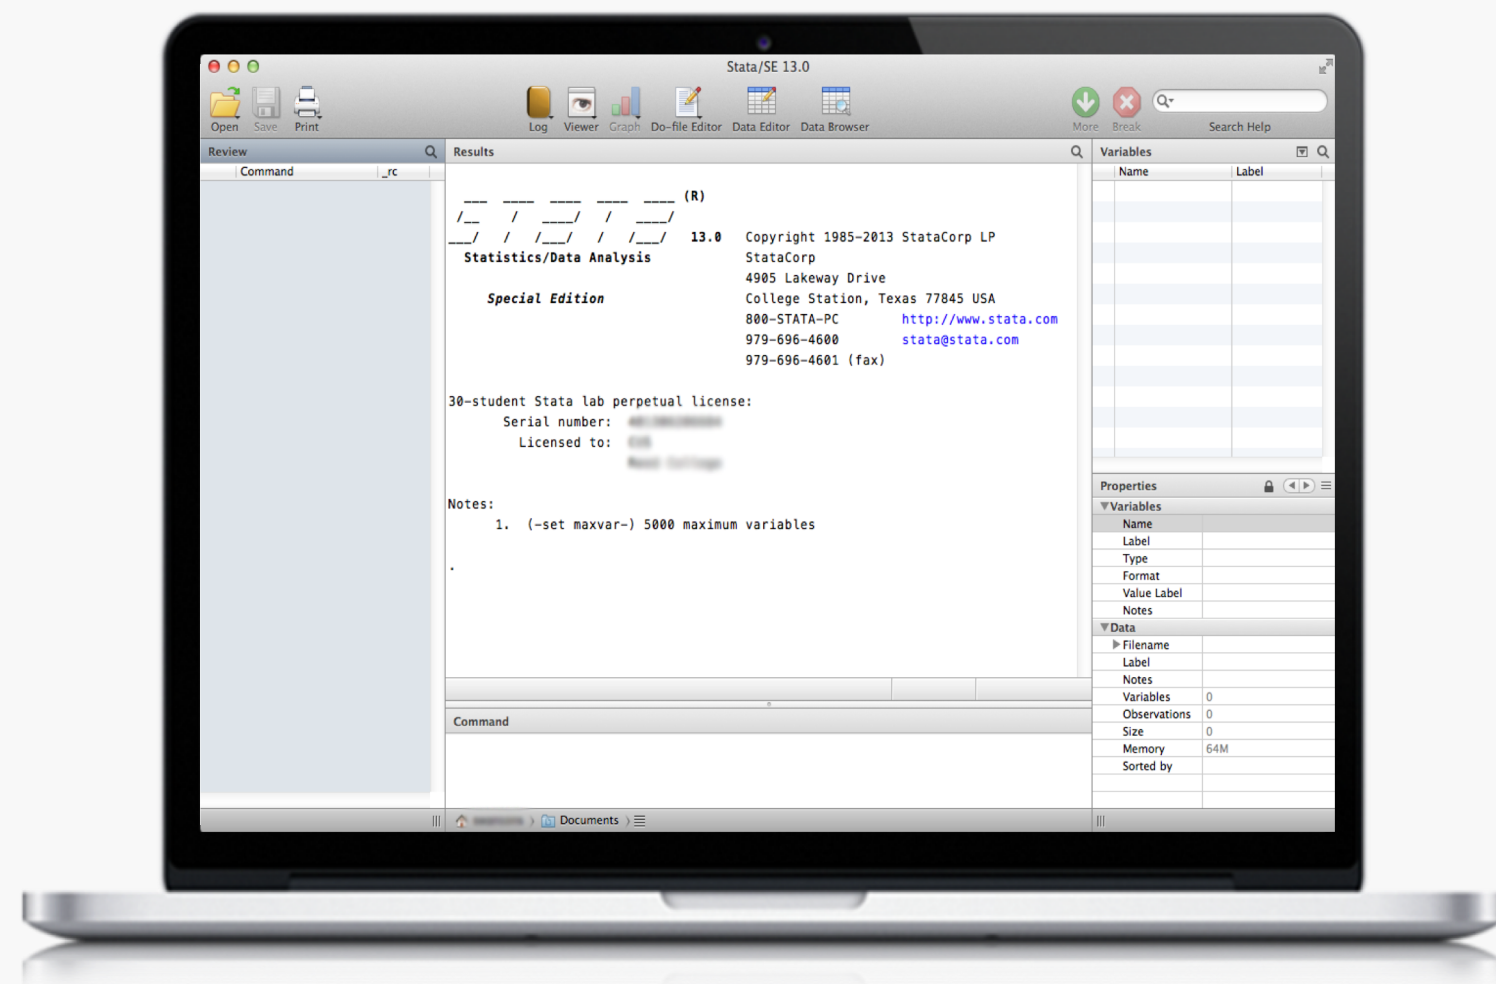 Stata/SE 13.0
Open Save Print Log Viewer Graph Do-file Editor Data Editor Data Browser More Break Search Help
Review
Command _rc
Results
(R)
13.0 Copyright 1985-2013 StataCorp LP
Statistics/Data Analysis StataCorp
4905 Lakeway Drive
Special Edition College Station, Texas 77845 USA
800-STATA-PC http://www.stata.com
979-696-4600 stata@stata.com
979-696-4601 (fax)
30-student Stata lab perpetual license:
Serial number:
Licensed to:
Notes:
1. (-set maxvar-) 5000 maximum variables
.
Command
Documents
Variables
Name Label
Properties
Variables
Name
Label
Type
Format
Value Label
Notes
Data
Filename
Label
Notes
Variables 0
Observations 0
Size 0
Memory 64M
Sorted by